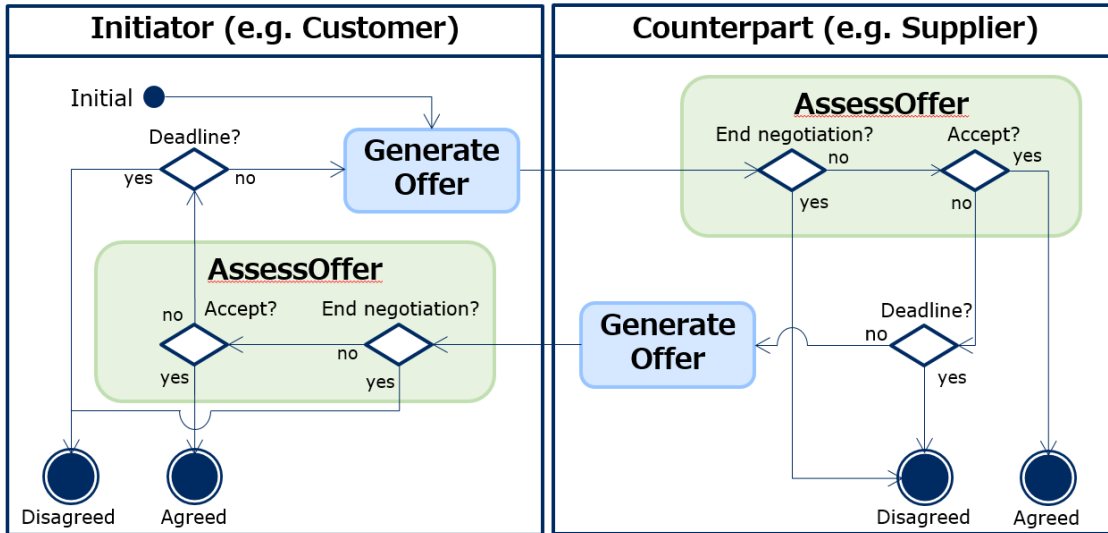 Initiator (e.g. Customer)
Initial
Deadline?
yes
no
Generate
Offer
AssessOffer
Accept?
End negotiation?
no
no
yes
yes
Disagreed
Agreed
Counterpart (e.g. Supplier)
AssessOffer
End negotiation?
Accept?
no
yes
yes
no
Generate
Offer
Deadline?
no
yes
Disagreed
Agreed